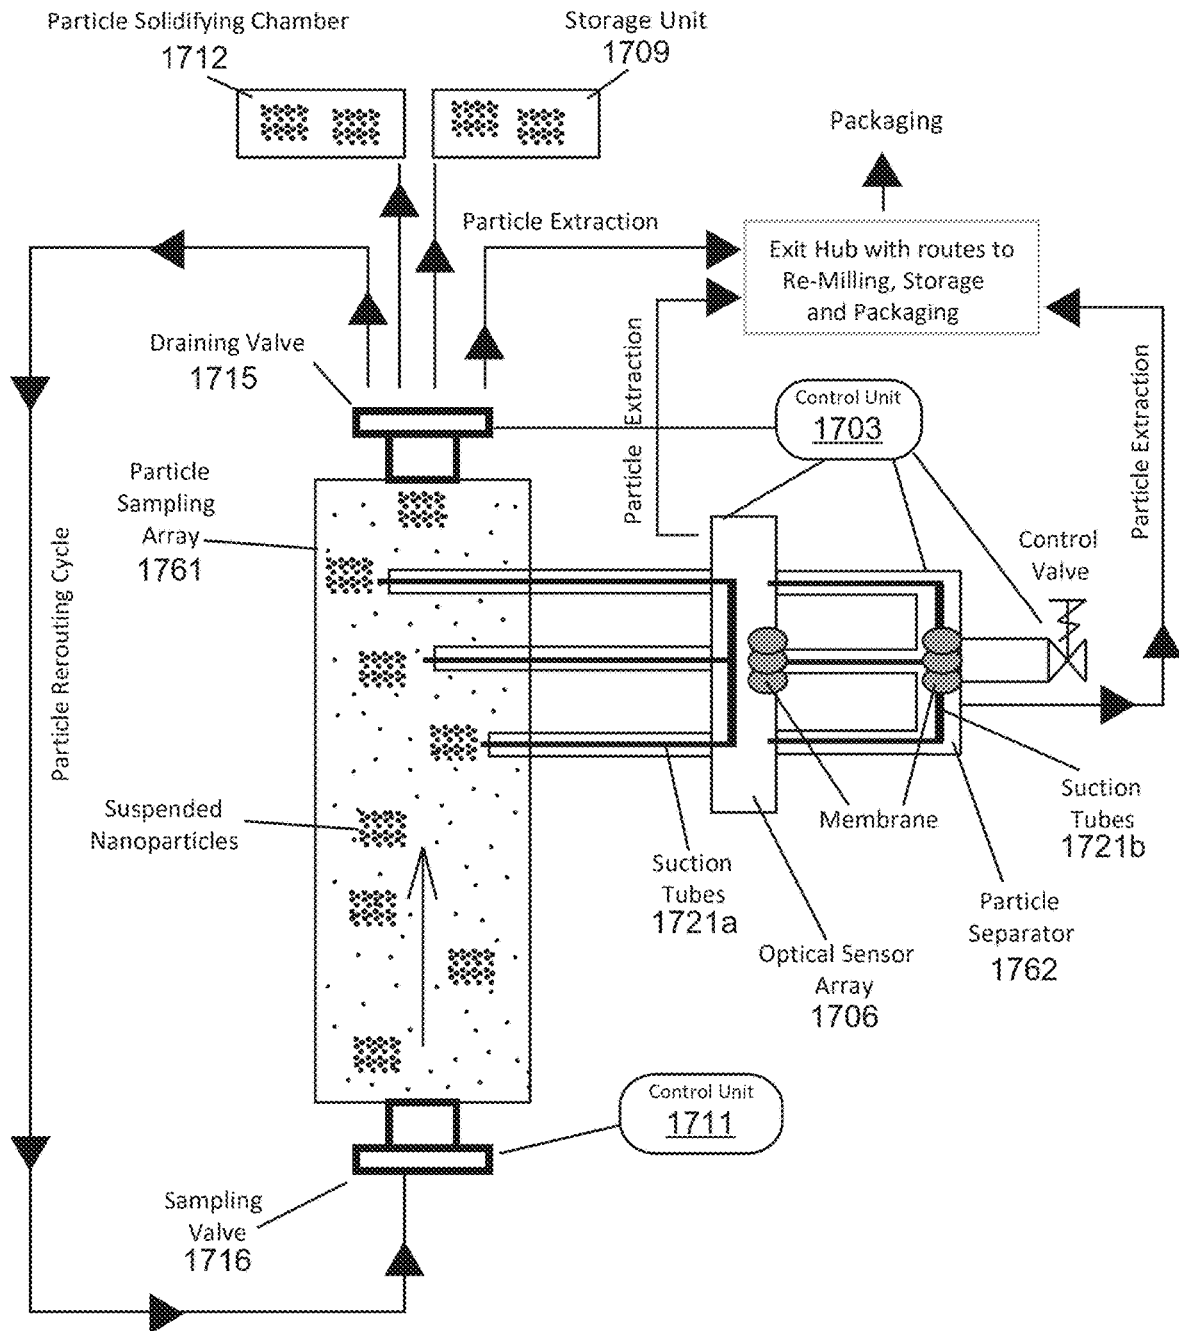 Particle Solidifying Chamber
1712
Storage Unit
1709
Packaging
Particle Extraction
Exit Hub with routes to
Re-Milling, Storage
and Packaging
Draining Valve
1715
Control Unit
1703
Particle Extraction
Particle Extraction
Particle
Sampling
Array
1761
Control
Valve
Particle Rerouting Cycle
Suspended
Nanoparticles
Membrane
Suction
Tubes
1721b
Suction
Tubes
1721a
Particle
Separator
1762
Optical Sensor
Array
1706
Control Unit
1711
Sampling
Valve
1716